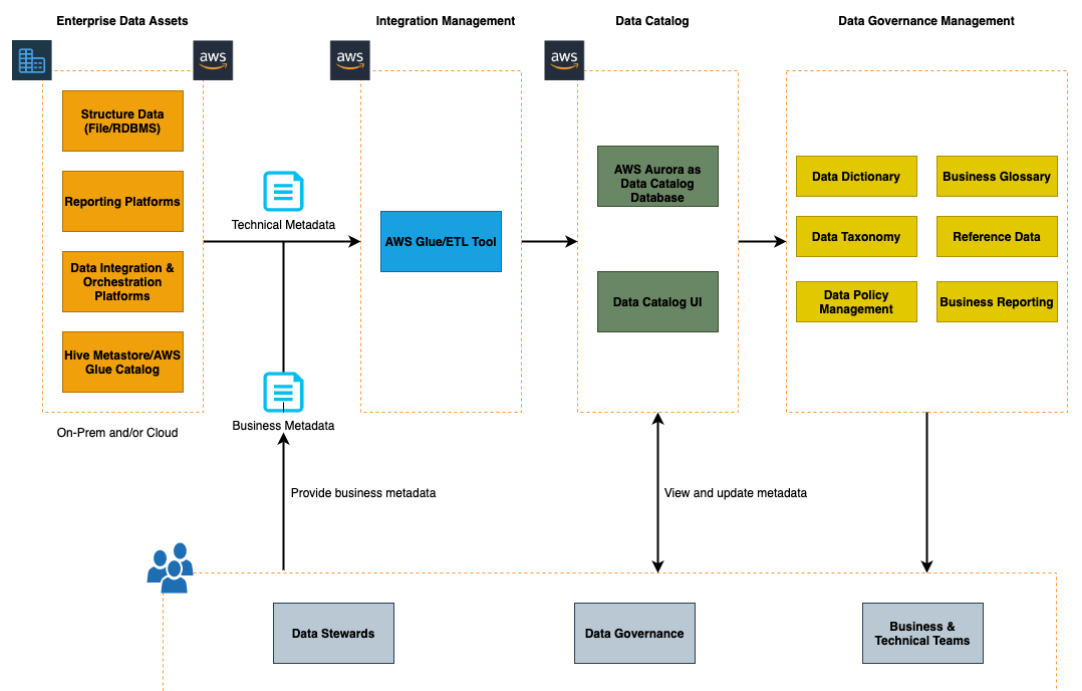 Enterprise Data Assets
Integration Management
Data Catalog
Data Governance Management
aws
aws
aws
Structure Data
(File/RDBMS)
Reporting Platforms
Data Integration &
Orchestration
Platforms
Hive Metastore/AWS
Glue Catalog
On-Prem and/or Cloud
Technical Metadata
Business Metadata
AWS Glue/ETL Tool
AWS Aurora as
Data Catalog
Database
Data Catalog UI
Data Dictionary
Business Glossary
Data Taxonomy
Reference Data
Data Policy
Management
Business Reporting
Provide business metadata
View and update metadata
Data Stewards
Data Governance
Business &
Technical Teams